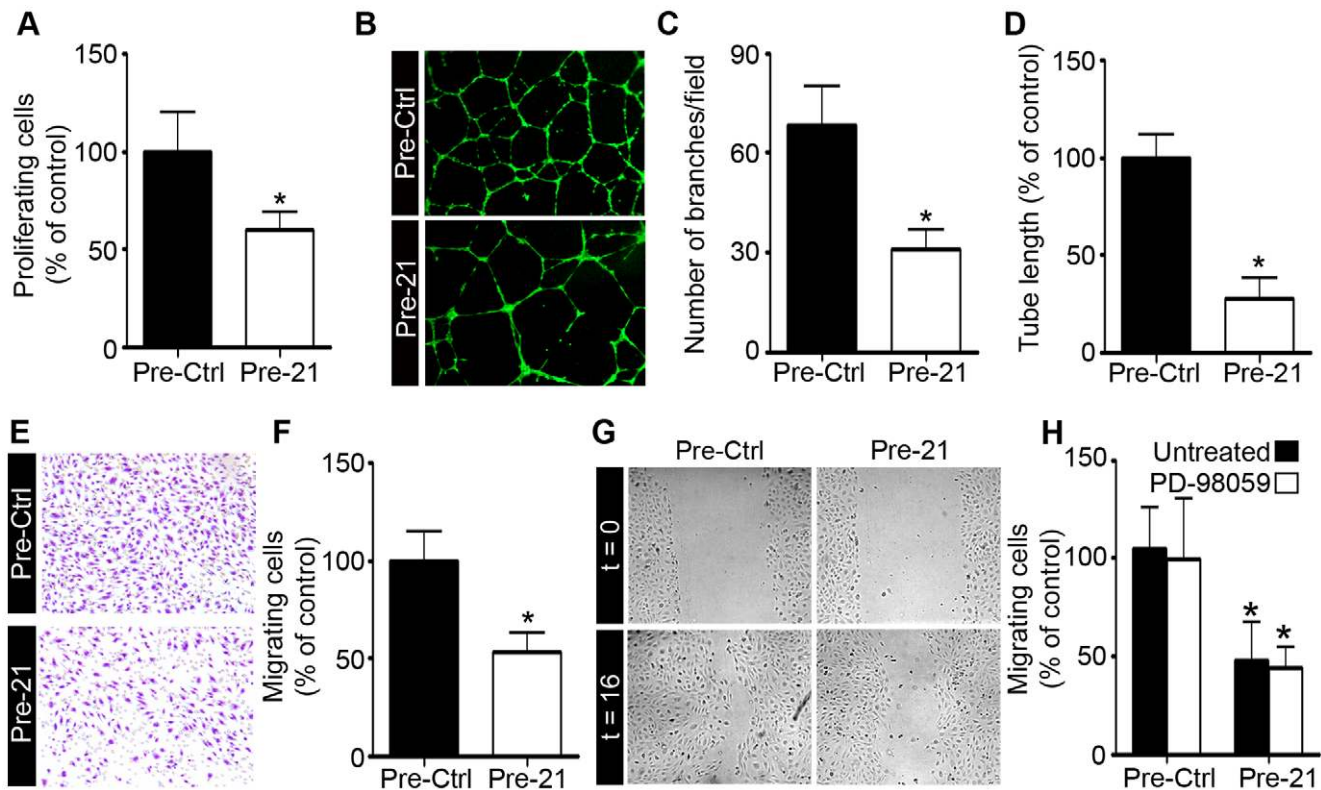 A
Proliferating cells
(% of control)
150
100
50
0
Pre-Ctrl Pre-21
B
Pre-Ctrl
Pre-21
C
Number of branches/field
90
60
30
0
Pre-Ctrl Pre-21
D
Tube length (% of control)
150
100
50
0
Pre-Ctrl Pre-21
E
Pre-Ctrl
Pre-21
F
Migrating cells
(% of control)
150
100
50
0
*
Pre-Ctrl Pre-21
G
Pre-Ctrl Pre-21
t = 0
t = 16
H
Untreated
PD-98059
Migrating cells
(% of control)
150
100
50
0
* *
Pre-Ctrl Pre-21